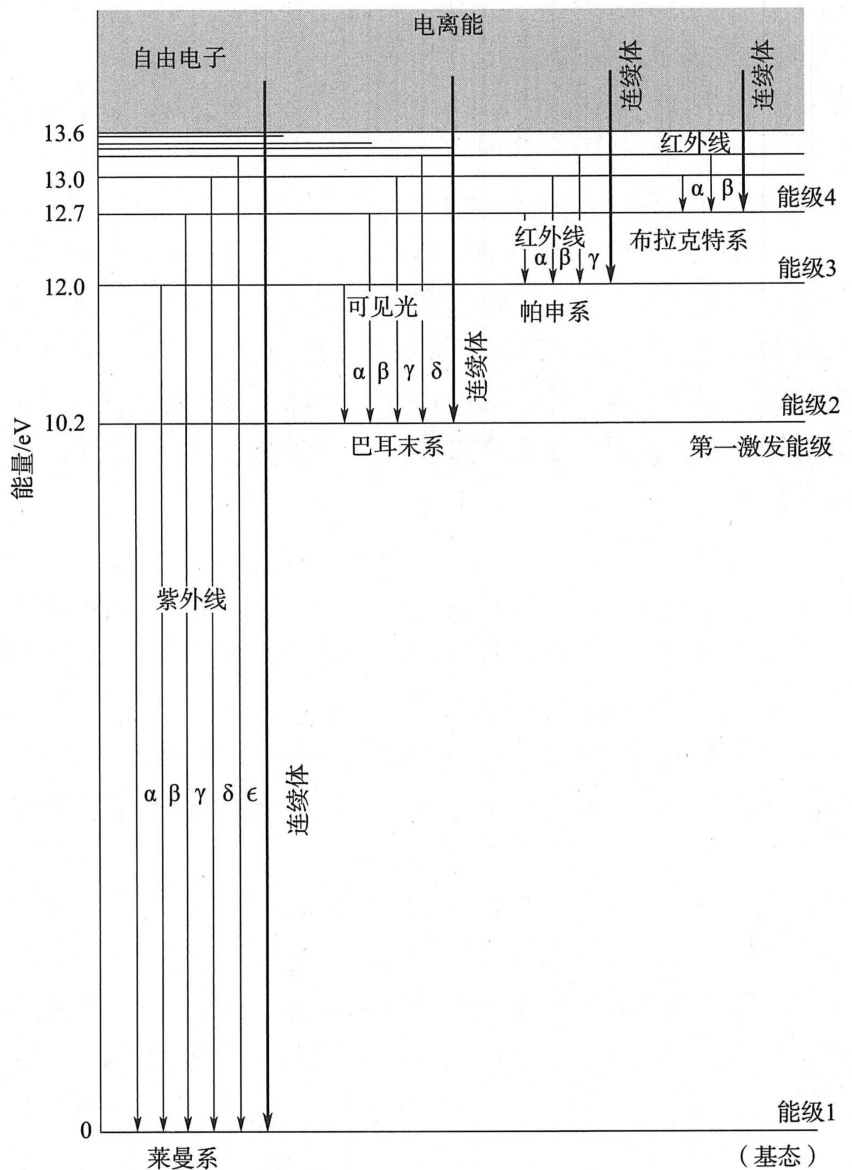 电离能
自由电子
连续体
连续体
13.6
红外线
13.0
α β
能级4
12.7
红外线
布拉克特系
α β γ
能级3
12.0
可见光
帕申系
连续体
α β γ δ
能级2
10.2
巴耳末系
第一激发能级
能量/eV
紫外线
α β γ δ ϵ
连续体
能级1
0
莱曼系
（基态）